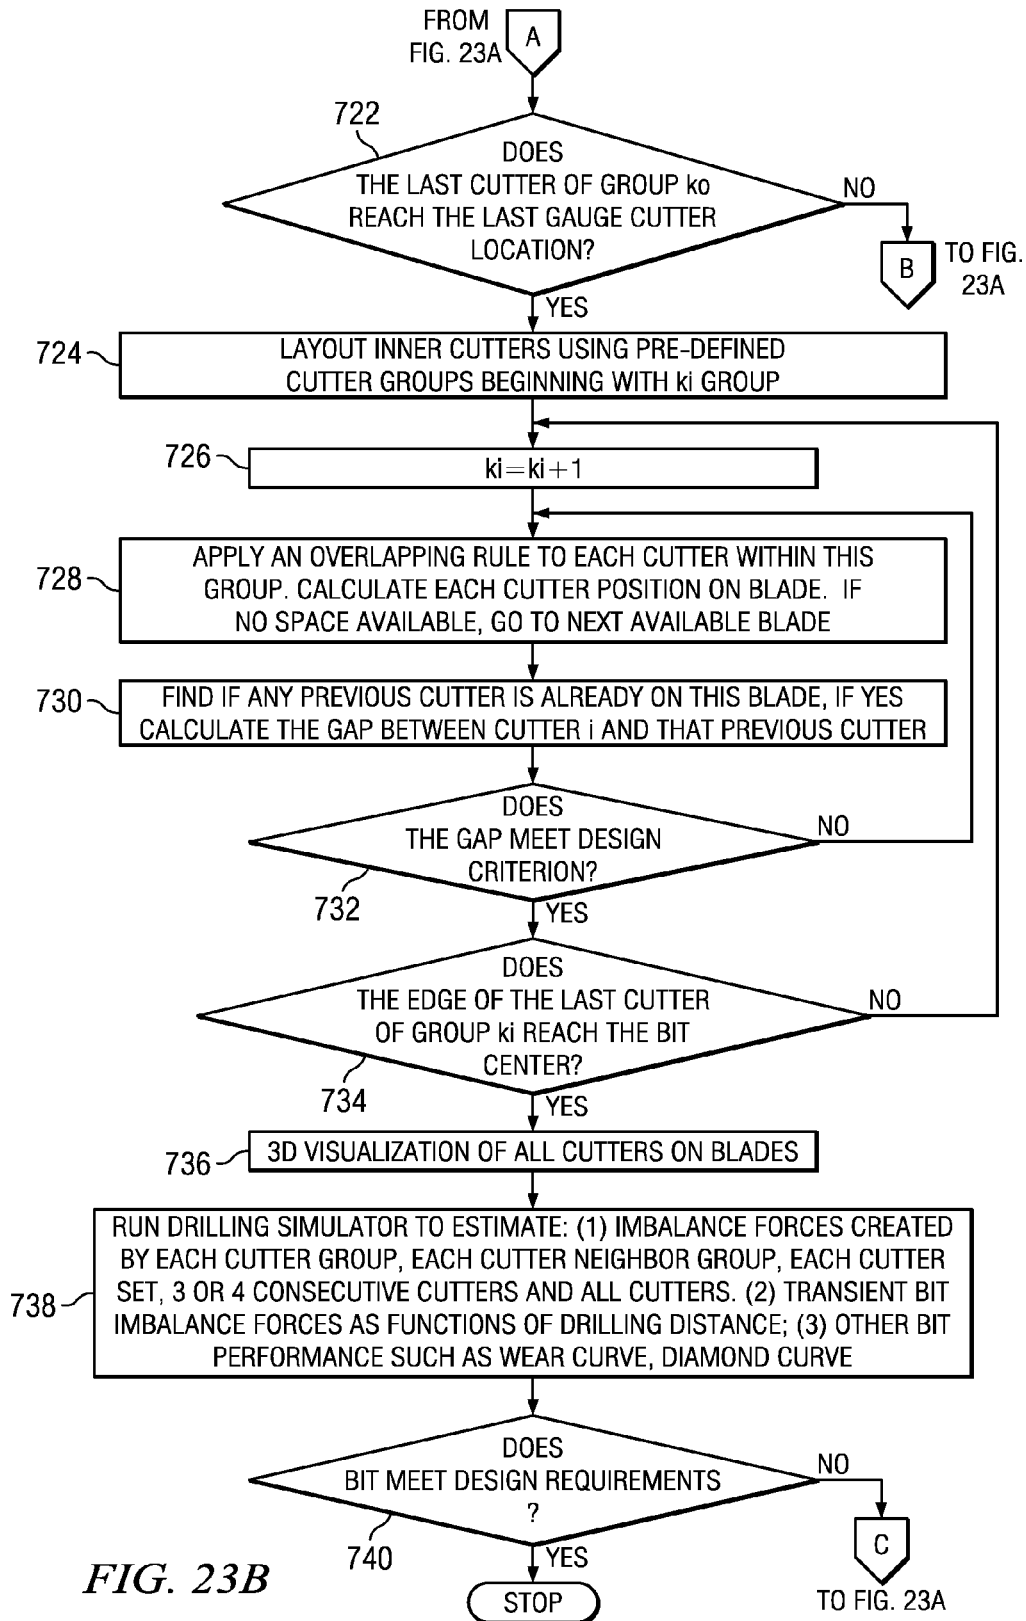 FROM
FIG. 23A
A
722
DOES
THE LAST CUTTER OF GROUP ko
REACH THE LAST GAUGE CUTTER
LOCATION?
NO
B
TO FIG.
23A
YES
724
LAYOUT INNER CUTTERS USING PRE-DEFINED
CUTTER GROUPS BEGINNING WITH ki GROUP
726
ki=ki+1
728
APPLY AN OVERLAPPING RULE TO EACH CUTTER WITHIN THIS
GROUP. CALCULATE EACH CUTTER POSITION ON BLADE. IF
NO SPACE AVAILABLE, GO TO NEXT AVAILABLE BLADE
730
FIND IF ANY PREVIOUS CUTTER IS ALREADY ON THIS BLADE, IF YES
CALCULATE THE GAP BETWEEN CUTTER i AND THAT PREVIOUS CUTTER
DOES
THE GAP MEET DESIGN
CRITERION?
NO
732
YES
DOES
THE EDGE OF THE LAST CUTTER
OF GROUP ki REACH THE BIT
CENTER?
NO
734
YES
736
3D VISUALIZATION OF ALL CUTTERS ON BLADES
738
RUN DRILLING SIMULATOR TO ESTIMATE: (1) IMBALANCE FORCES CREATED
BY EACH CUTTER GROUP, EACH CUTTER NEIGHBOR GROUP, EACH CUTTER
SET, 3 OR 4 CONSECUTIVE CUTTERS AND ALL CUTTERS. (2) TRANSIENT BIT
IMBALANCE FORCES AS FUNCTIONS OF DRILLING DISTANCE; (3) OTHER BIT
PERFORMANCE SUCH AS WEAR CURVE, DIAMOND CURVE
DOES
BIT MEET DESIGN REQUIREMENTS
?
NO
740
YES
C
TO FIG. 23A
STOP
FIG. 23B